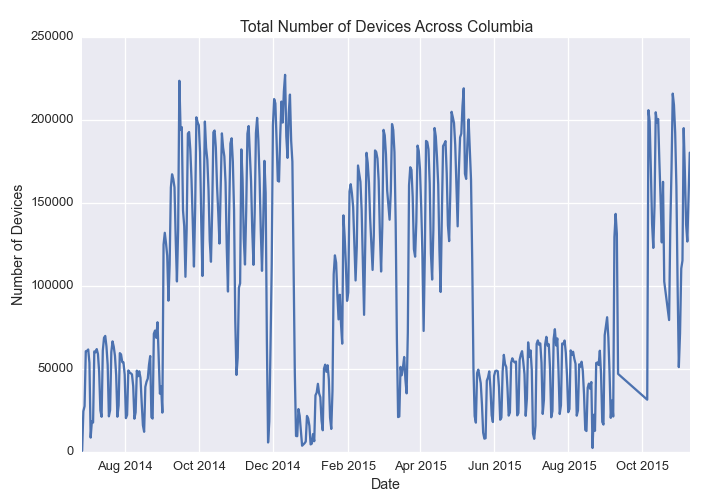 Total Number of Devices Across Columbia
250000
200000
150000
100000
50000
0
Number of Devices
Aug 2014
Oct 2014
Dec 2014
Feb 2015
Apr 2015
Jun 2015
Aug 2015
Oct 2015
Date